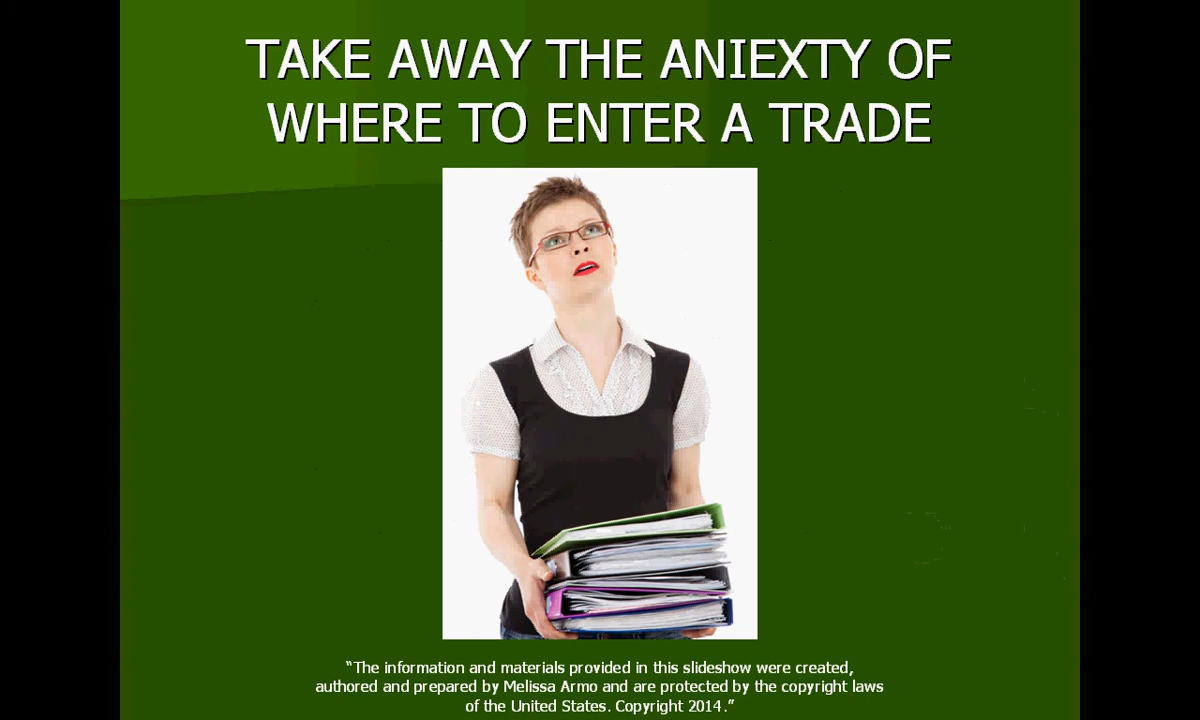 TAKE AWAY THE ANIEXTY OF
WHERE TO ENTER A TRADE
“The information and materials provided in this slideshow were created,
authored and prepared by Melissa Armo and are protected by the copyright laws
of the United States. Copyright 2014.”